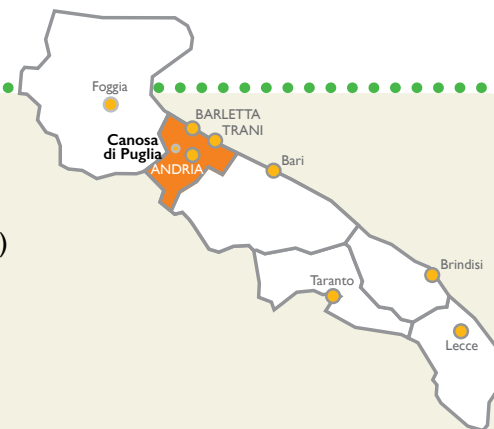 Foggia
BARLETTA
TRANI
Canosa
di Puglia
ANDRIA
Bari
)
Brindisi
Taranto
Lecce